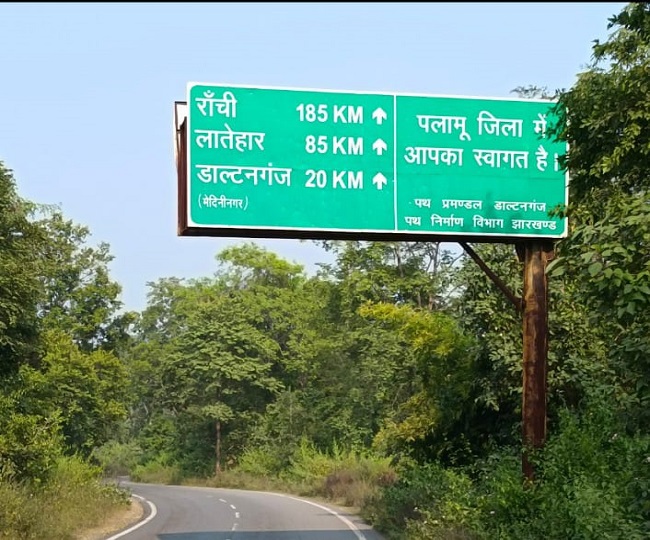 राँची 185 KM ↑
लातेहार 85 KM ↑
डाल्टनगंज 20 KM ↑
(मेदिनीनगर)
पलामू जिला में
आपका स्वागत है।
पथ प्रमण्डल डाल्टनगंज
पथ निर्माण विभाग झारखण्ड